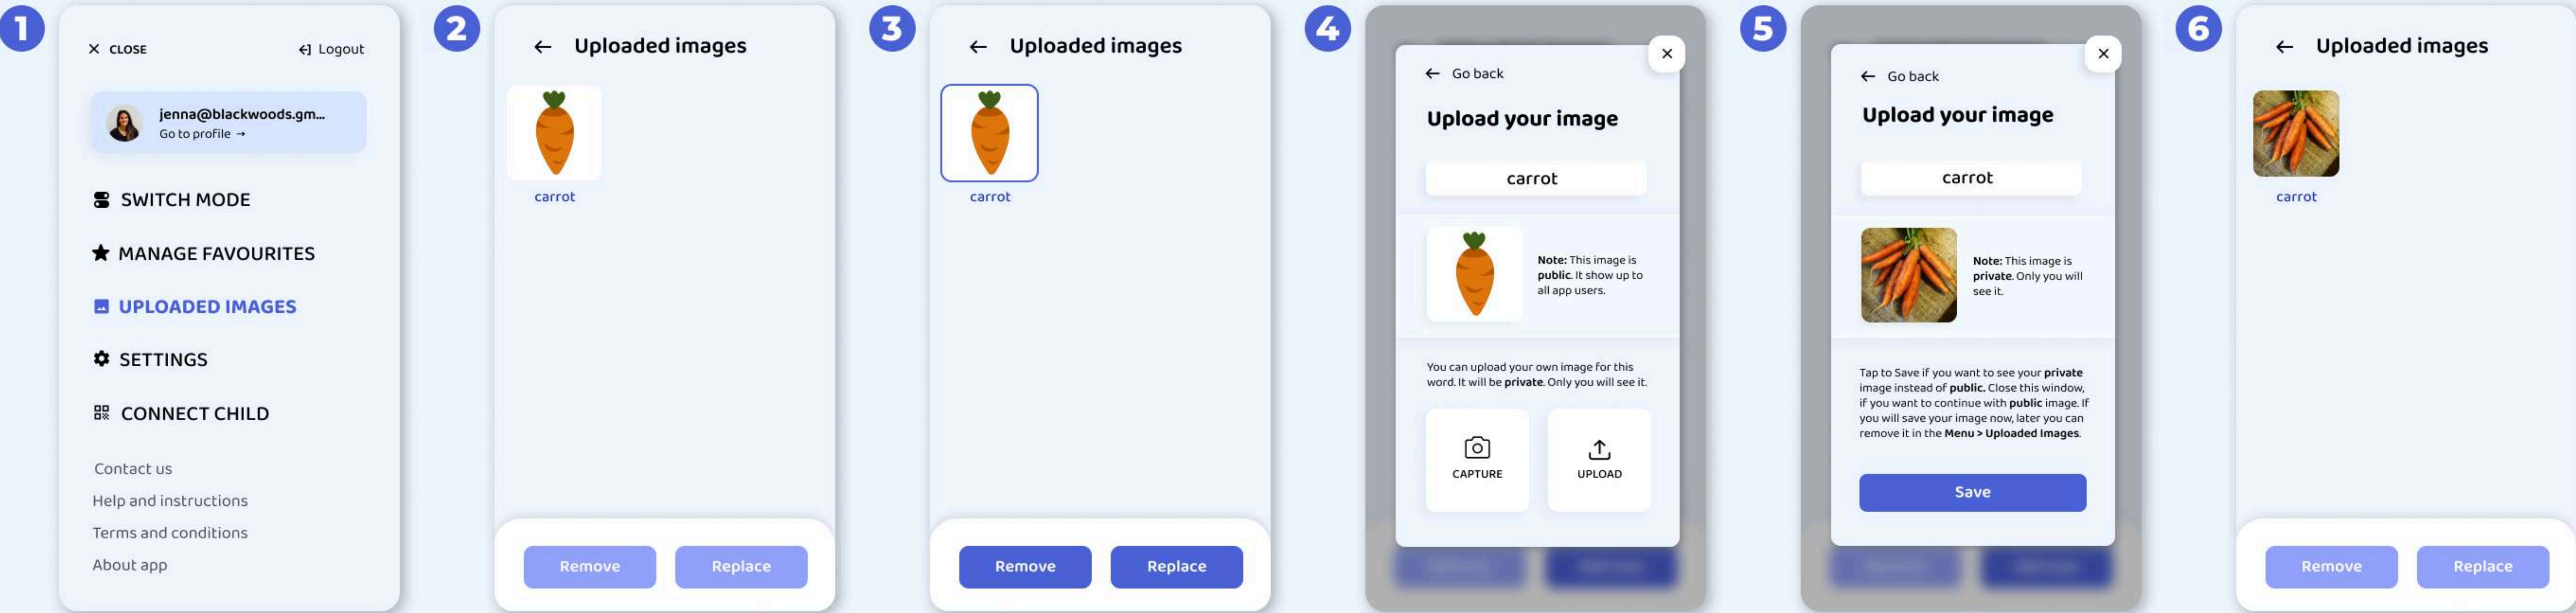 1
CLOSE
Logout
jenna@blackwoods.gm...
Go to profile →
SWITCH MODE
MANAGE FAVOURITES
UPLOADED IMAGES
SETTINGS
CONNECT CHILD
Contact us
Help and instructions
Terms and conditions
About app
2
← Uploaded images
carrot
Remove
Replace
3
← Uploaded images
carrot
Remove
Replace
4
← Go back
Upload your image
carrot
Note: This image is
public. It show up to
all app users.
You can upload your own image for this
word. It will be private. Only you will see it.
CAPTURE
UPLOAD
5
← Go back
Upload your image
carrot
Note: This image is
private. Only you will
see it.
Tap to Save if you want to see your private
image instead of public. Close this window,
if you want to continue with public image. If
you will save your image now, later you can
remove it in the Menu > Uploaded Images.
Save
6
← Uploaded images
carrot
Remove
Replace